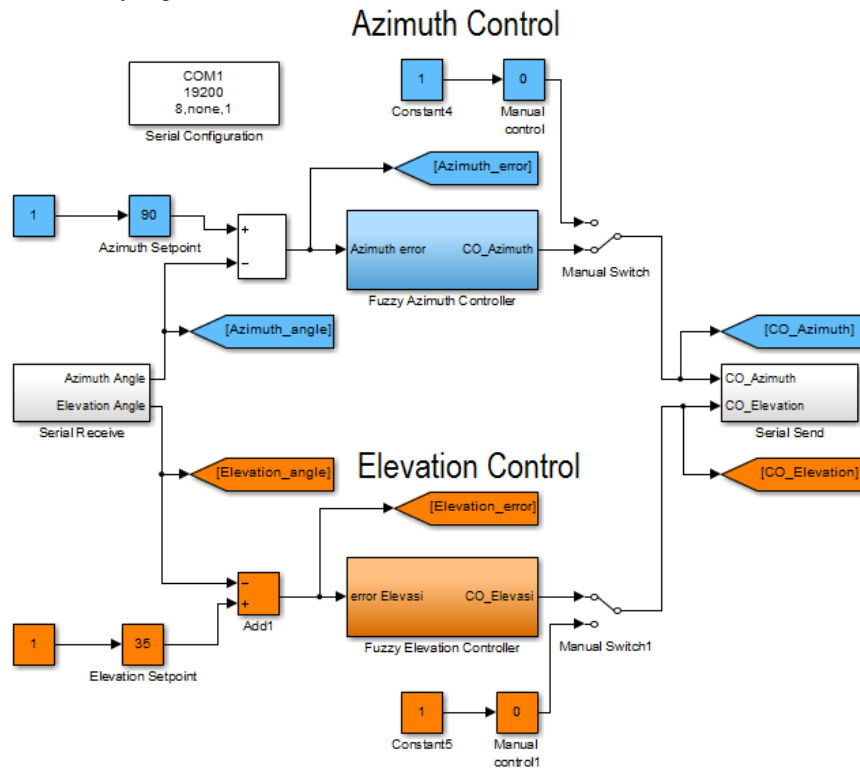 Azimuth Control
COM1
19200
8,none,1
Serial Configuration
1
Constant4
0
Manual
control
[Azimuth_error]
1
90
Azimuth Setpoint
+
−
Azimuth error
CO_Azimuth
Fuzzy Azimuth Controller
Manual Switch
[Azimuth_angle]
[CO_Azimuth]
Azimuth Angle
Elevation Angle
Serial Receive
CO_Azimuth
CO_Elevation
Serial Send
Elevation Control
[Elevation_angle]
[CO_Elevation]
[Elevation_error]
−
+
Add1
error Elevasi
CO_Elevasi
Fuzzy Elevation Controller
Manual Switch1
1
35
Elevation Setpoint
1
Constant5
0
Manual
control1